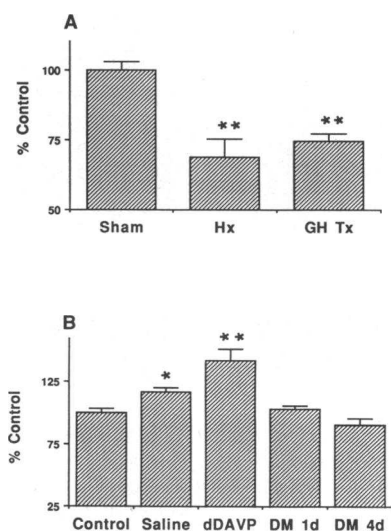 A
% Control
100
75
50
**
**
Sham Hx GH Tx
B
% Control
125
75
25
*
**
Control Saline dDAVP DM 1d DM 4d